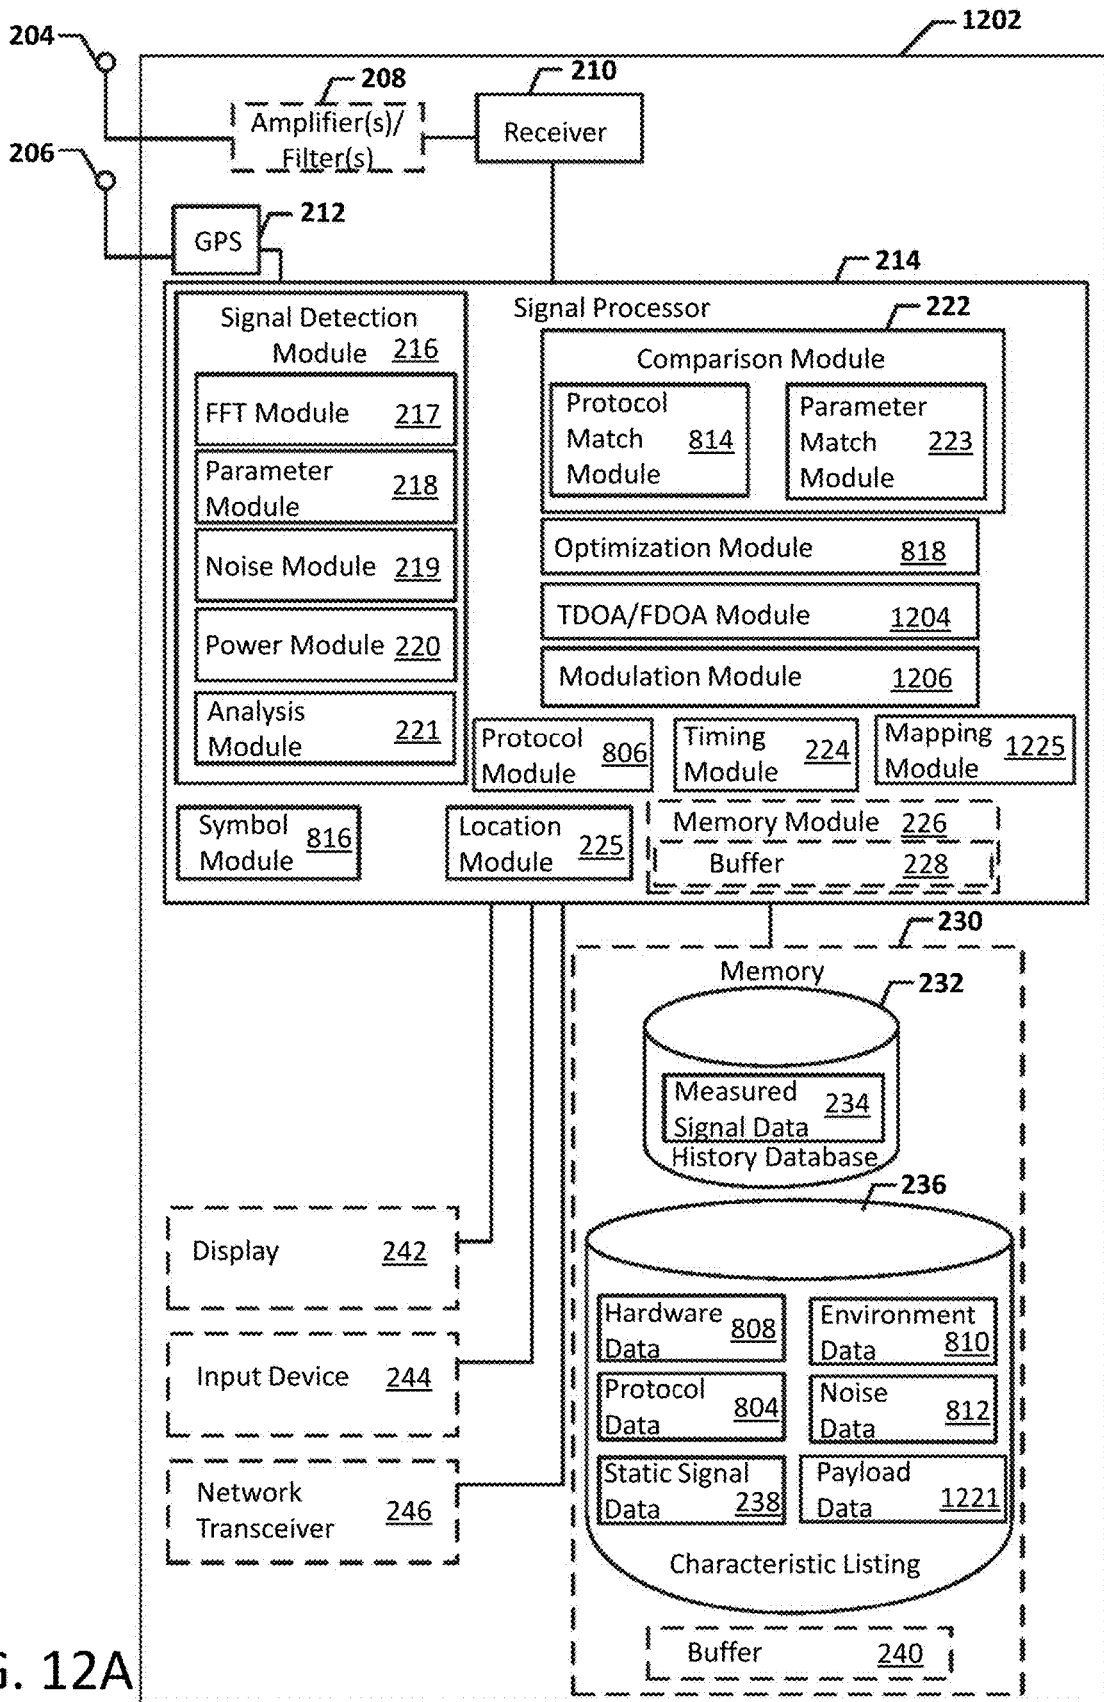 204
1202
208
210
Amplifier(s)/
Filter(s)
Receiver
206
212
GPS
214
Signal Processor
222
Signal Detection
Module 216
FFT Module 217
Parameter
Module 218
Noise Module 219
Power Module 220
Analysis
Module 221
Comparison Module
Protocol
Match 814
Module
Parameter
Match 223
Module
Optimization Module 818
TDOA/FDOA Module 1204
Modulation Module 1206
Protocol
Module 806
Timing
Module 224
Mapping
Module 1225
Symbol
Module 816
Location
Module 225
Memory Module 226
Buffer 228
230
Memory
232
Measured
Signal Data 234
History Database
236
Display 242
Input Device 244
Network
Transceiver 246
Hardware
Data 808
Environment
Data 810
Protocol
Data 804
Noise
Data 812
Static Signal
Data 238
Payload
Data 1221
Characteristic Listing
Buffer 240
G. 12A